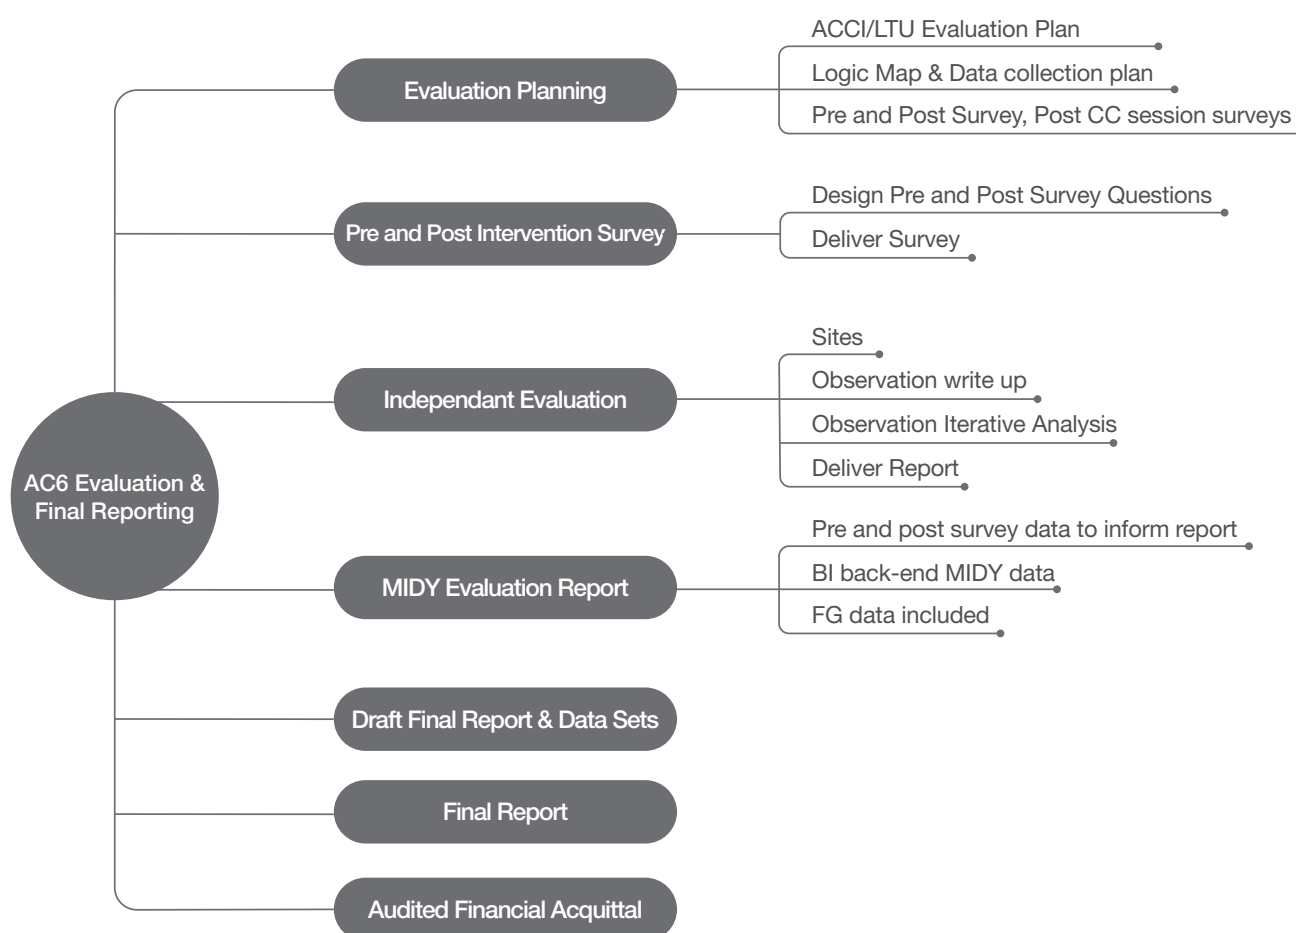 ACCI/LTU Evaluation Plan
Evaluation Planning
Logic Map & Data collection plan
Pre and Post Survey, Post CC session surveys
Design Pre and Post Survey Questions
Pre and Post Intervention Survey
Deliver Survey
Sites
Observation write up
Independant Evaluation
Observation Iterative Analysis
Deliver Report
AC6 Evaluation &
Final Reporting
Pre and post survey data to inform report
MIDY Evaluation Report
BI back-end MIDY data
FG data included
Draft Final Report & Data Sets
Final Report
Audited Financial Acquittal